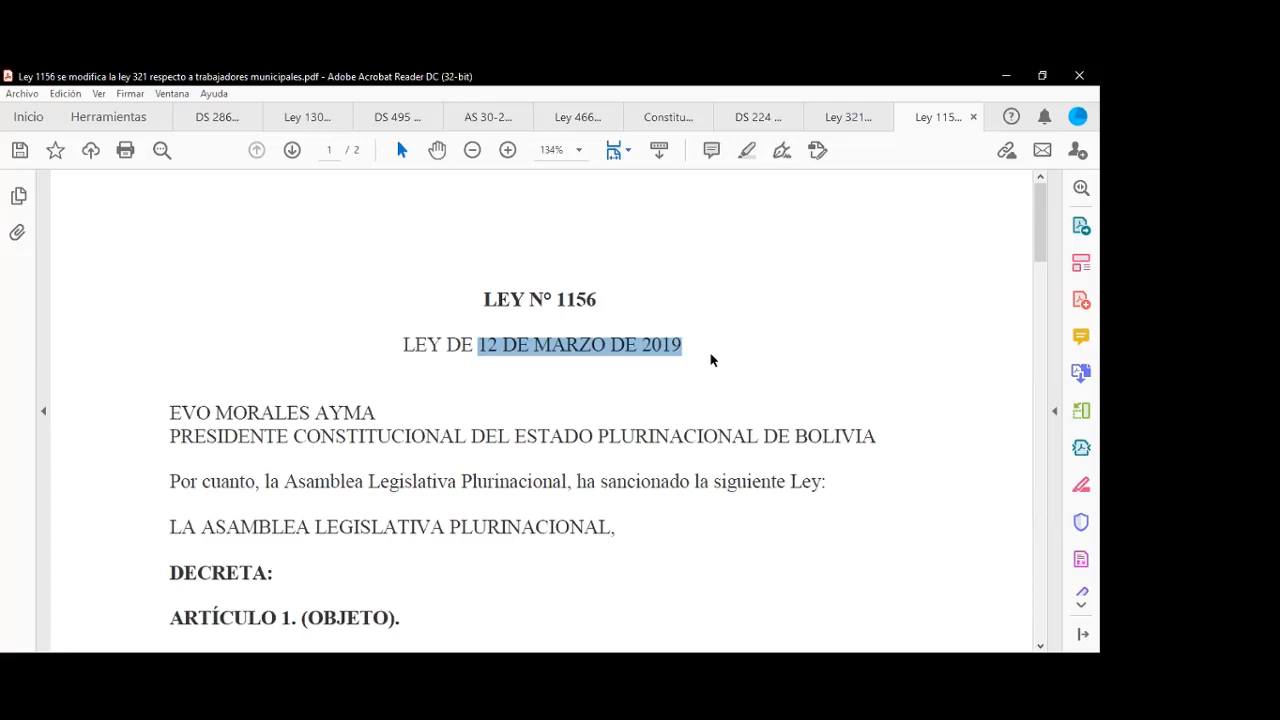 Ley 1156 se modifica la ley 321 respecto a trabajadores municipales.pdf - Adobe Acrobat Reader DC (32-bit)
Archivo Edición Ver Firmar Ventana Ayuda
Inicio Herramientas DS 286... Ley 130... DS 495 ... AS 30-2... Ley 466... Constitu... DS 224 ... Ley 321... Ley 115...
1 / 2 134%
LEY N° 1156
LEY DE 12 DE MARZO DE 2019
EVO MORALES AYMA
PRESIDENTE CONSTITUCIONAL DEL ESTADO PLURINACIONAL DE BOLIVIA
Por cuanto, la Asamblea Legislativa Plurinacional, ha sancionado la siguiente Ley:
LA ASAMBLEA LEGISLATIVA PLURINACIONAL,
DECRETA:
ARTÍCULO 1. (OBJETO).